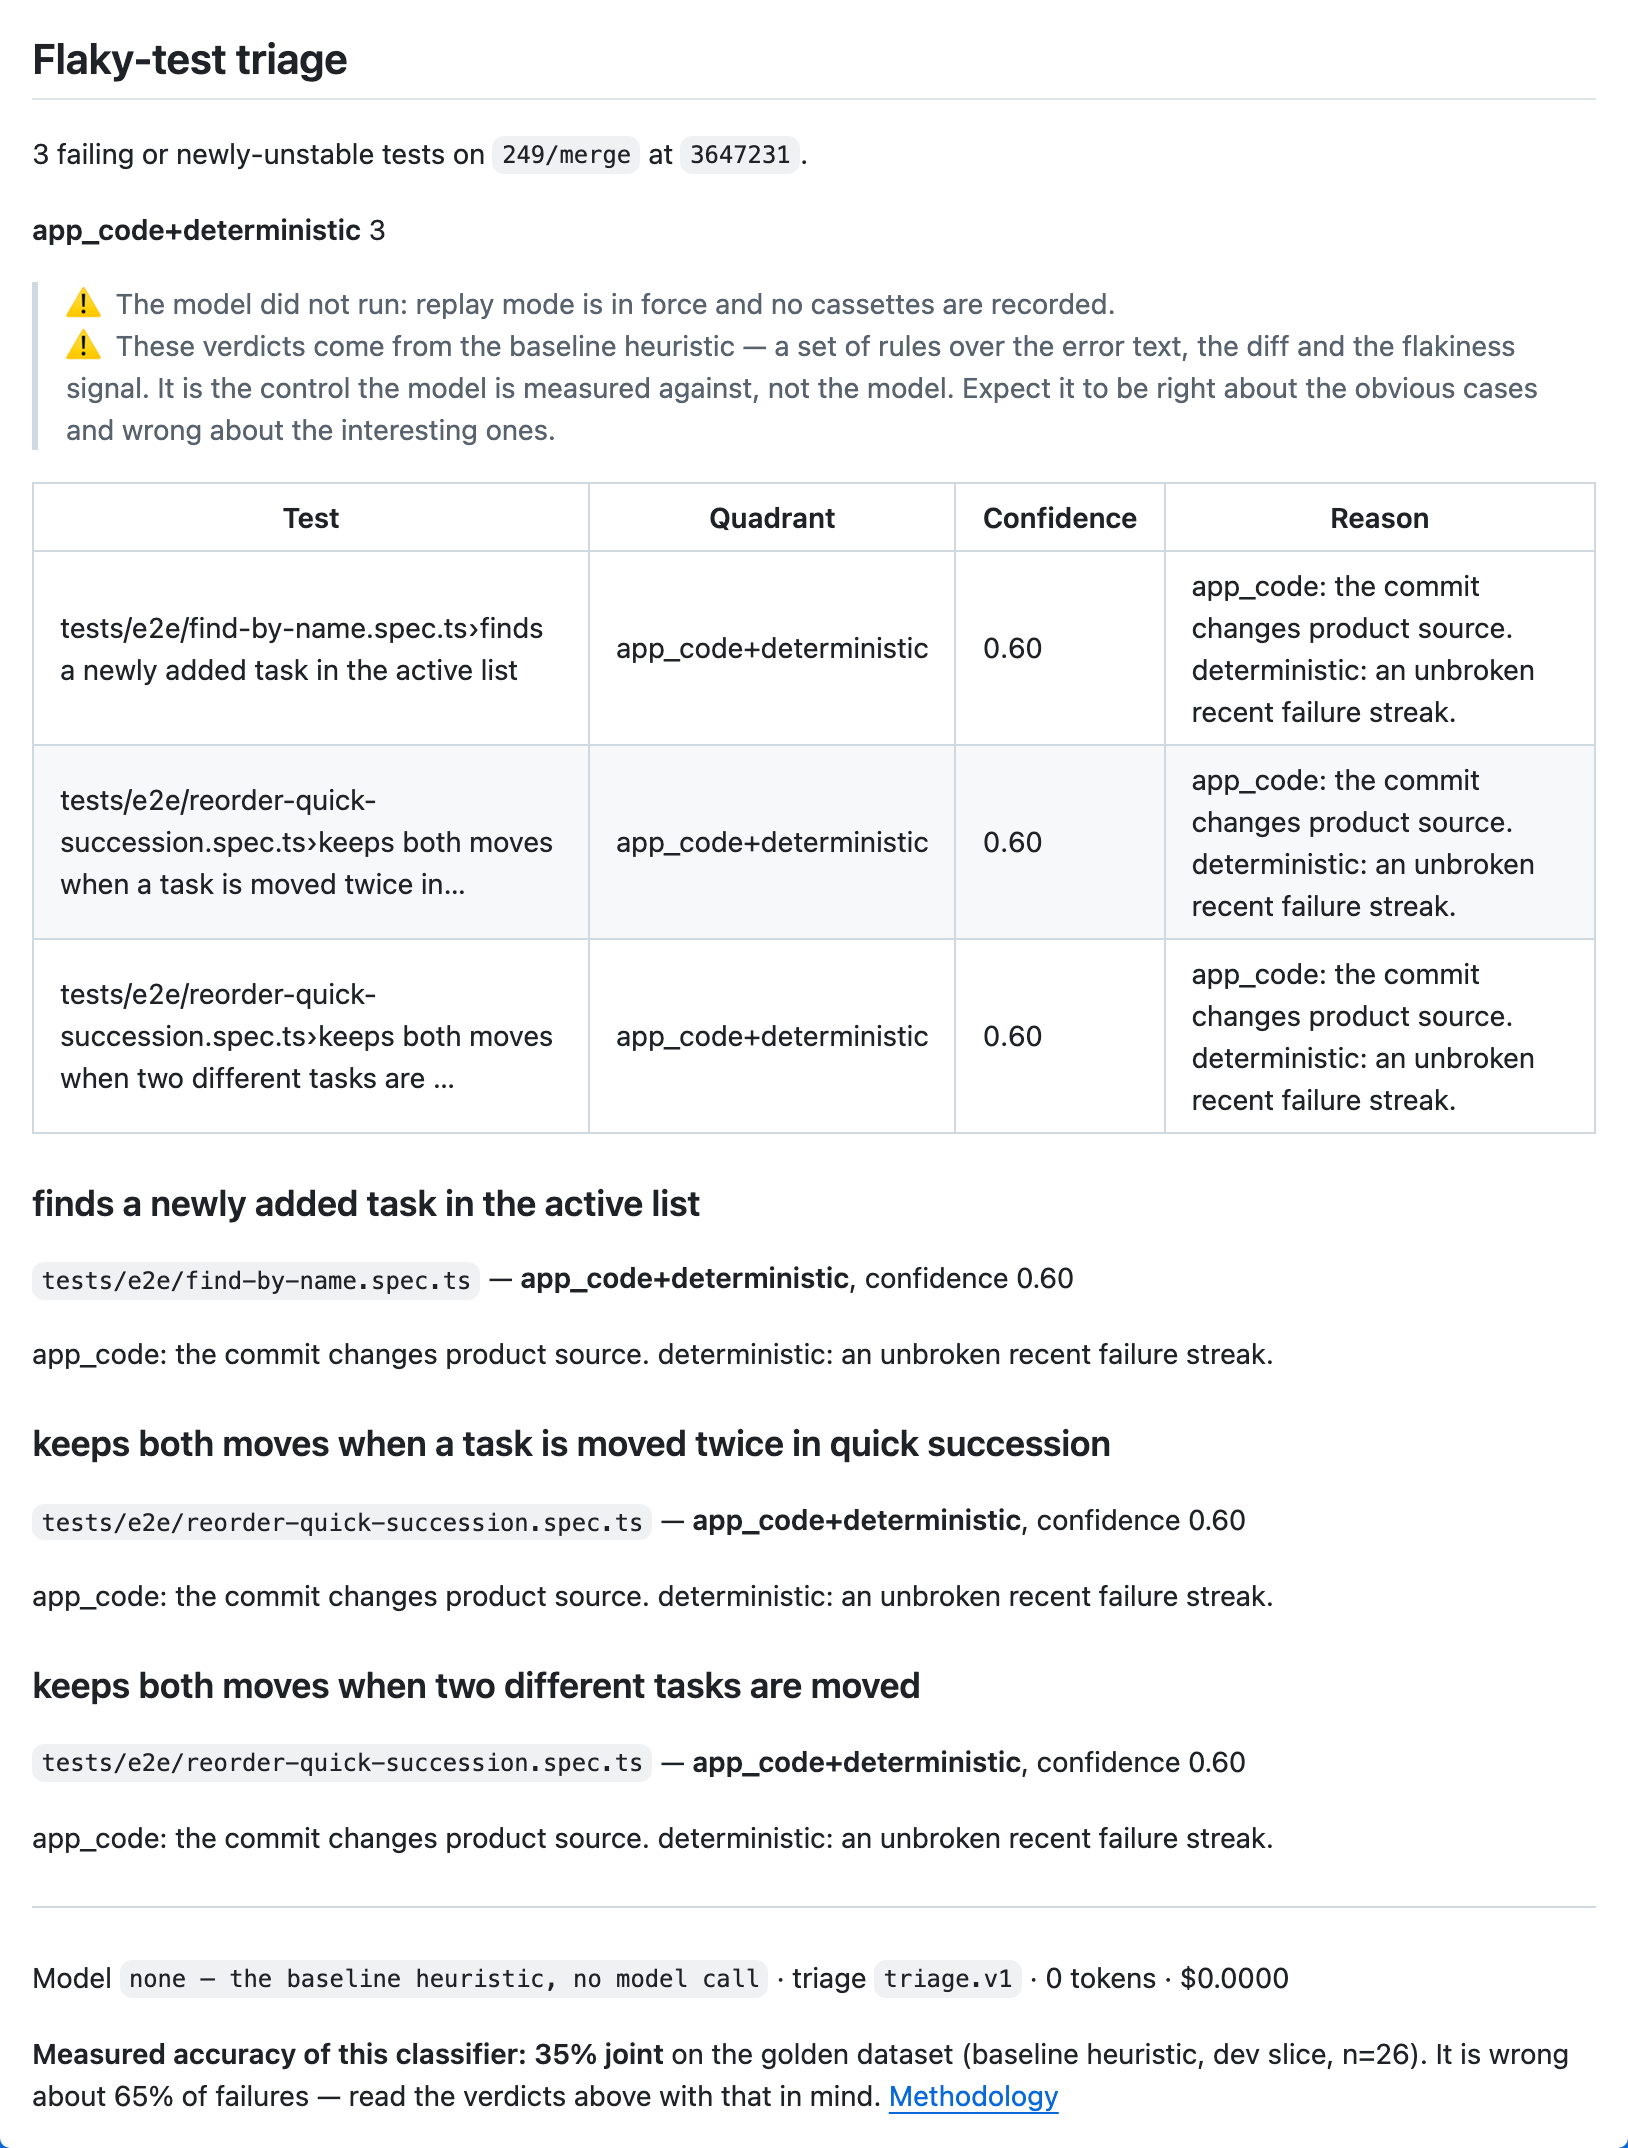 Flaky-test triage
3 failing or newly-unstable tests on 249/merge at 3647231.
app_code+deterministic 3
⚠️ The model did not run: replay mode is in force and no cassettes are recorded.
⚠️ These verdicts come from the baseline heuristic — a set of rules over the error text, the diff and the flakiness
signal. It is the control the model is measured against, not the model. Expect it to be right about the obvious cases
and wrong about the interesting ones.
Test Quadrant Confidence Reason
tests/e2e/find-by-name.spec.ts›finds
a newly added task in the active list
app_code+deterministic
0.60
app_code: the commit
changes product source.
deterministic: an unbroken
recent failure streak.
tests/e2e/reorder-quick-
succession.spec.ts›keeps both moves
when a task is moved twice in...
app_code+deterministic
0.60
app_code: the commit
changes product source.
deterministic: an unbroken
recent failure streak.
tests/e2e/reorder-quick-
succession.spec.ts›keeps both moves
when two different tasks are ...
app_code+deterministic
0.60
app_code: the commit
changes product source.
deterministic: an unbroken
recent failure streak.
finds a newly added task in the active list
tests/e2e/find-by-name.spec.ts — app_code+deterministic, confidence 0.60
app_code: the commit changes product source. deterministic: an unbroken recent failure streak.
keeps both moves when a task is moved twice in quick succession
tests/e2e/reorder-quick-succession.spec.ts — app_code+deterministic, confidence 0.60
app_code: the commit changes product source. deterministic: an unbroken recent failure streak.
keeps both moves when two different tasks are moved
tests/e2e/reorder-quick-succession.spec.ts — app_code+deterministic, confidence 0.60
app_code: the commit changes product source. deterministic: an unbroken recent failure streak.
Model none — the baseline heuristic, no model call · triage triage.v1 · 0 tokens · $0.0000
Measured accuracy of this classifier: 35% joint on the golden dataset (baseline heuristic, dev slice, n=26). It is wrong
about 65% of failures — read the verdicts above with that in mind. Methodology